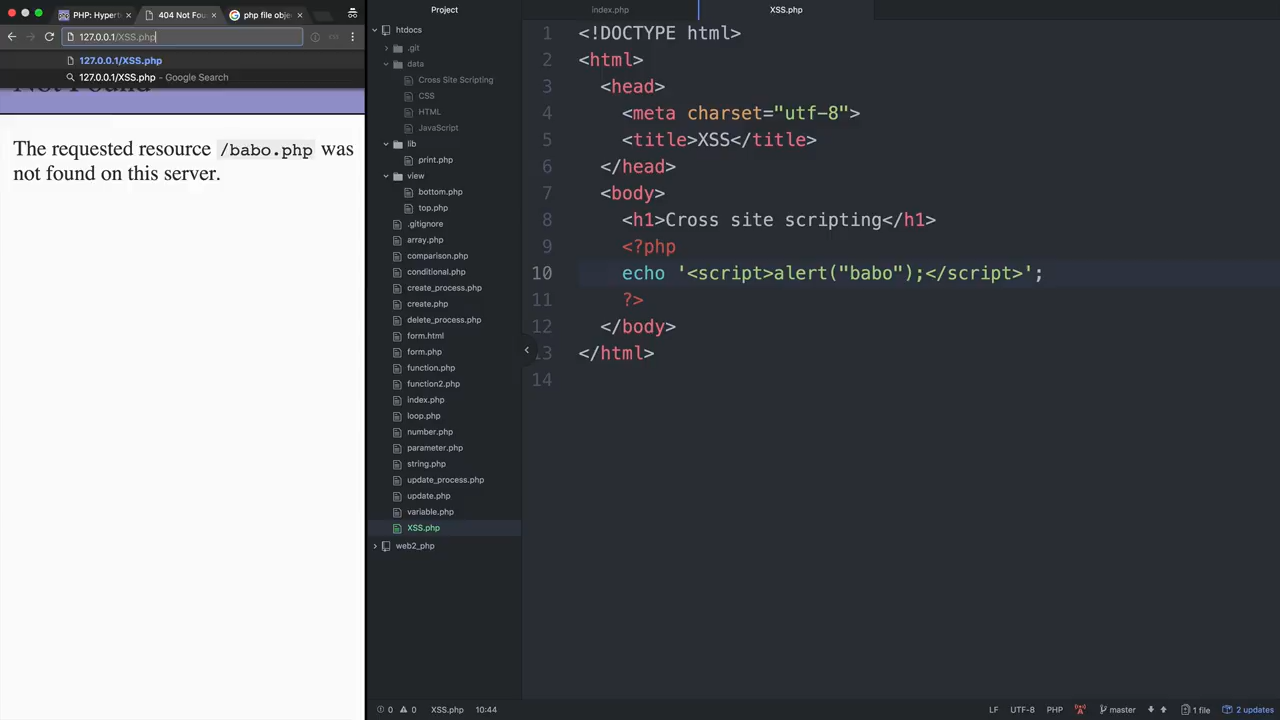 PHP: Hypert
404 Not Fou
php file obje
127.0.0.1/XSS.php
127.0.0.1/XSS.php
127.0.0.1/XSS.php - Google Search
Not Found
The requested resource /babo.php was
not found on this server.
Project
htdocs
.git
data
Cross Site Scripting
CSS
HTML
JavaScript
lib
print.php
view
bottom.php
top.php
.gitignore
array.php
comparison.php
conditional.php
create_process.php
create.php
delete_process.php
form.html
form.php
function.php
function2.php
index.php
loop.php
number.php
parameter.php
string.php
update_process.php
update.php
variable.php
XSS.php
web2_php
index.php
XSS.php
1 <!DOCTYPE html>
2 <html>
3 <head>
4 <meta charset="utf-8">
5 <title>XSS</title>
6 </head>
7 <body>
8 <h1>Cross site scripting</h1>
9 <?php
10 echo '<script>alert("babo");</script>';
11 ?>
12 </body>
13 </html>
14
0 0 XSS.php 10:44
LF UTF-8 PHP master 1 file 2 updates